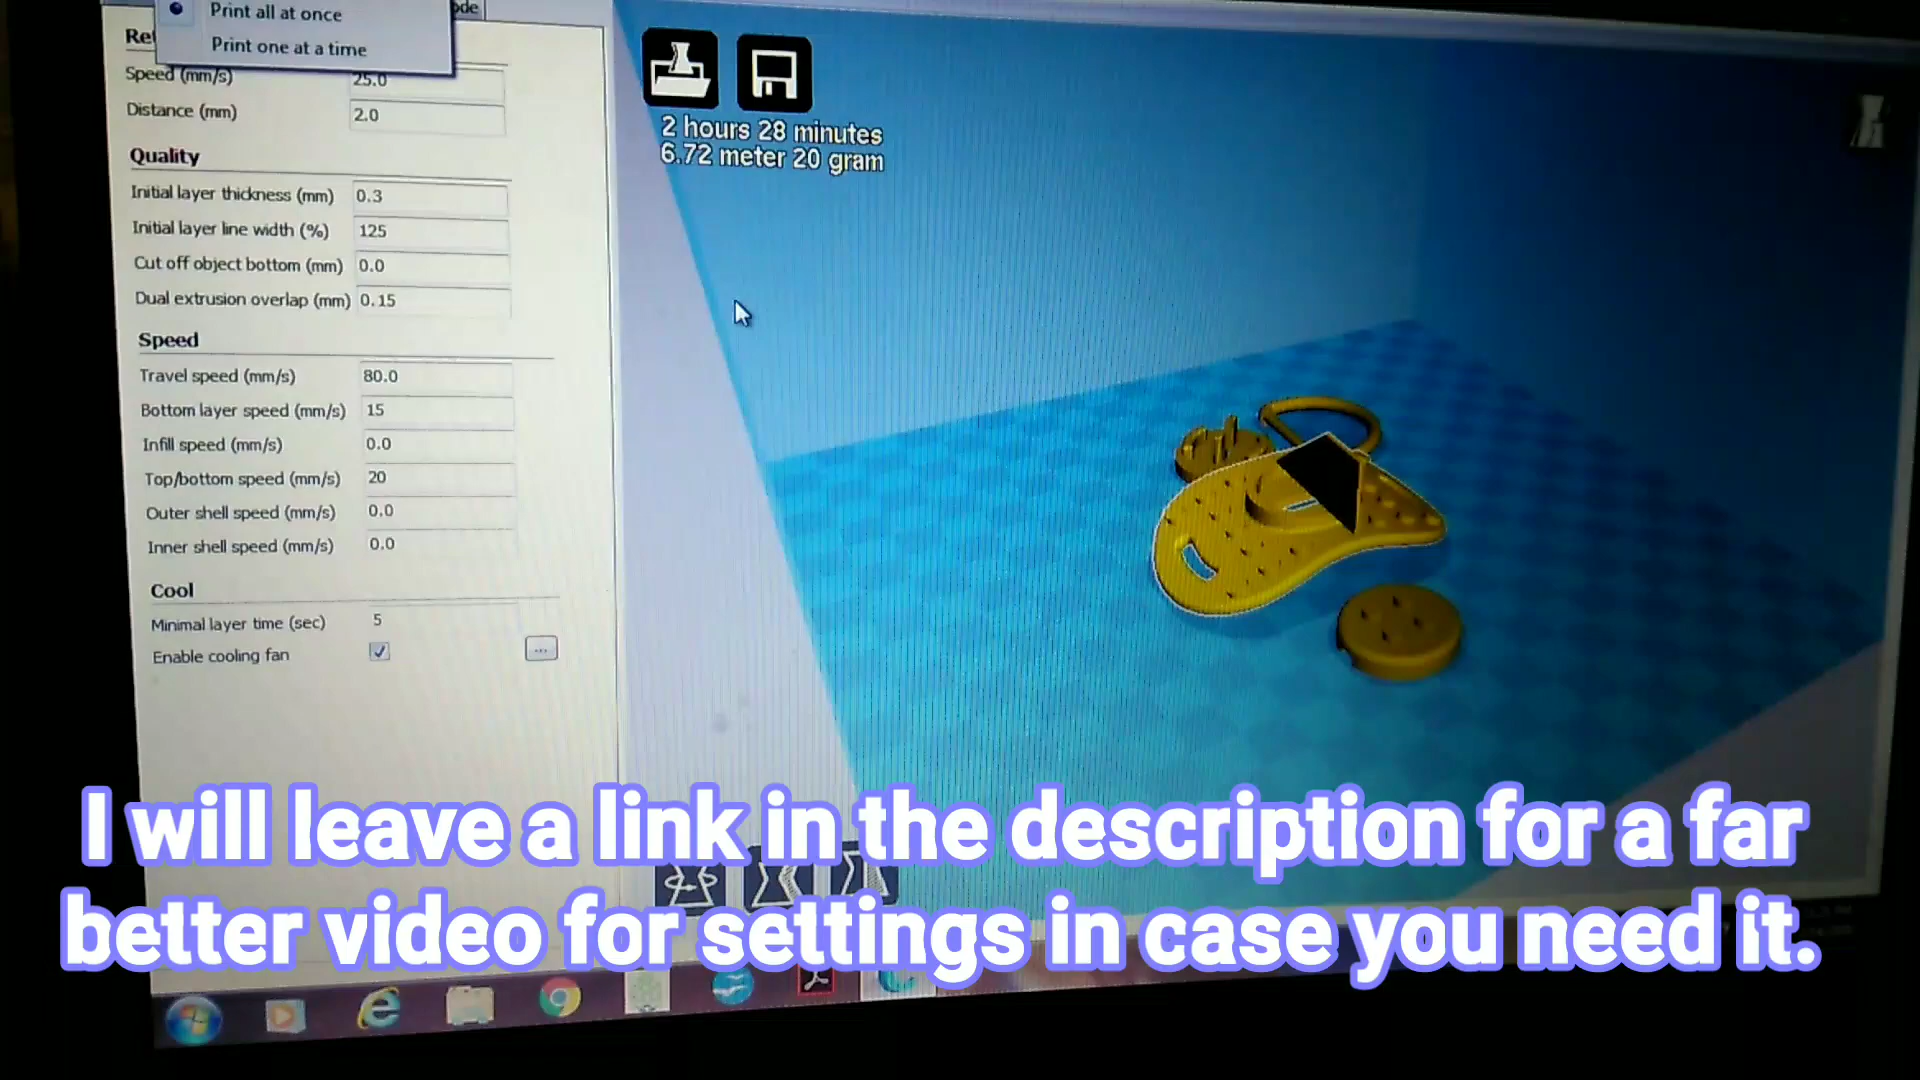 Print all at once
ode
Print one at a time
Ret
Speed (mm/s) 25.0
Distance (mm) 2.0
Quality
Initial layer thickness (mm) 0.3
Initial layer line width (%) 125
Cut off object bottom (mm) 0.0
Dual extrusion overlap (mm) 0.15
Speed
Travel speed (mm/s) 80.0
Bottom layer speed (mm/s) 15
Infill speed (mm/s) 0.0
Top/bottom speed (mm/s) 20
Outer shell speed (mm/s) 0.0
Inner shell speed (mm/s) 0.0
Cool
Minimal layer time (sec) 5
Enable cooling fan
...
2 hours 28 minutes
6.72 meter 20 gram
I will leave a link in the description for a far
better video for settings in case you need it.